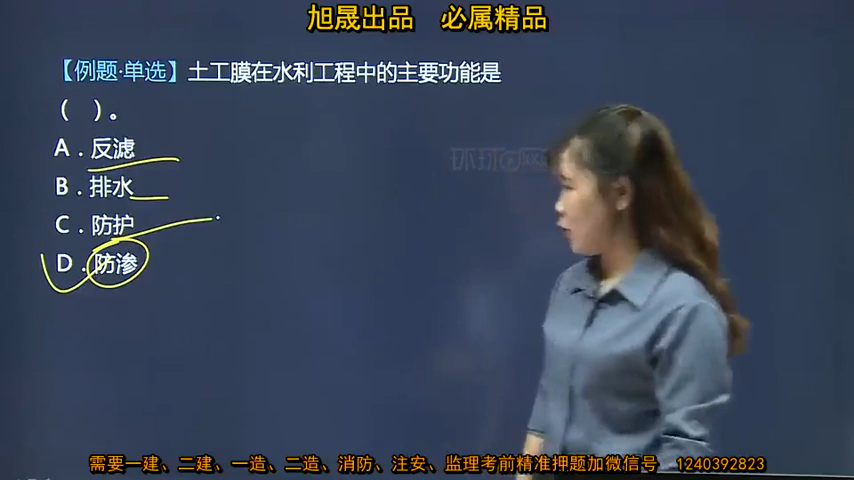 旭晟出品 必属精品
【例题·单选】土工膜在水利工程中的主要功能是
（ ）。
A．反滤
B．排水
C．防护
D．防渗
需要一建、二建、一造、二造、消防、注安、监理考前精准押题加微信号 1240392823